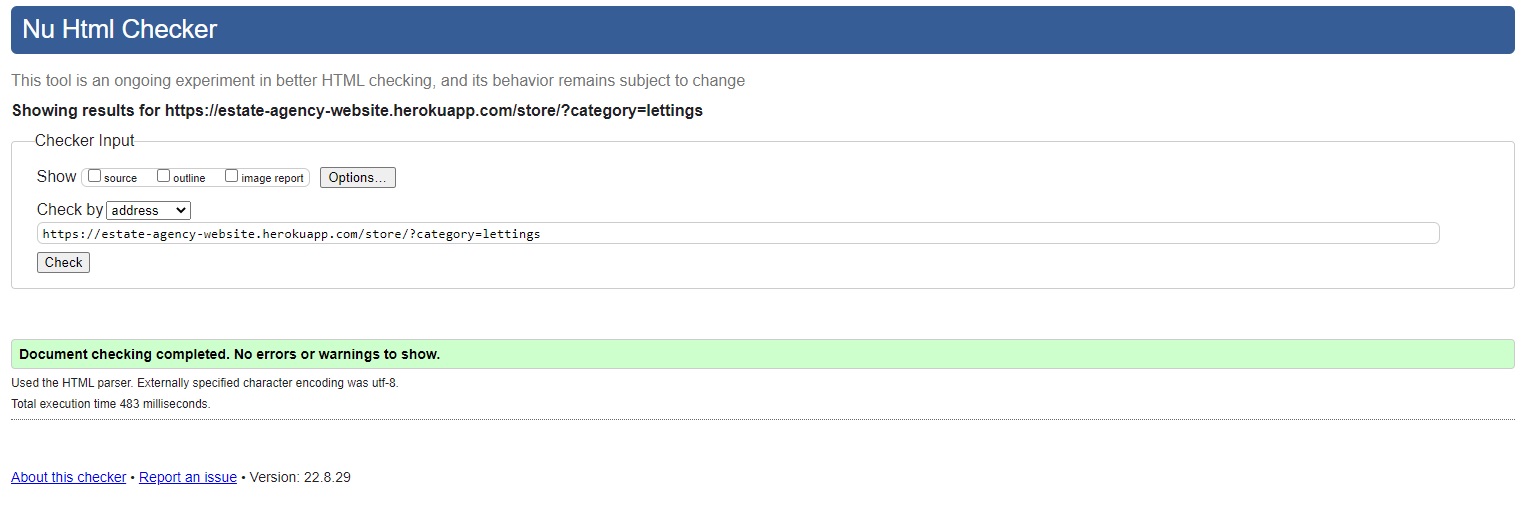 Nu Html Checker
This tool is an ongoing experiment in better HTML checking, and its behavior remains subject to change
Showing results for https://estate-agency-website.herokuapp.com/store/?category=lettings
Checker Input
Show source outline image report Options...
Check by address
https://estate-agency-website.herokuapp.com/store/?category=lettings
Check
Document checking completed. No errors or warnings to show.
Used the HTML parser. Externally specified character encoding was utf-8.
Total execution time 483 milliseconds.
About this checker • Report an issue • Version: 22.8.29